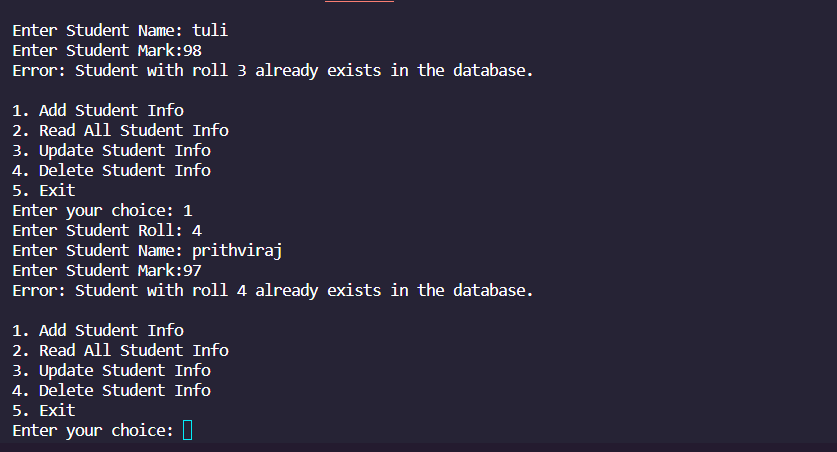 Enter Student Name: tuli
Enter Student Mark:98
Error: Student with roll 3 already exists in the database.
1. Add Student Info
2. Read All Student Info
3. Update Student Info
4. Delete Student Info
5. Exit
Enter your choice: 1
Enter Student Roll: 4
Enter Student Name: prithviraj
Enter Student Mark:97
Error: Student with roll 4 already exists in the database.
1. Add Student Info
2. Read All Student Info
3. Update Student Info
4. Delete Student Info
5. Exit
Enter your choice: